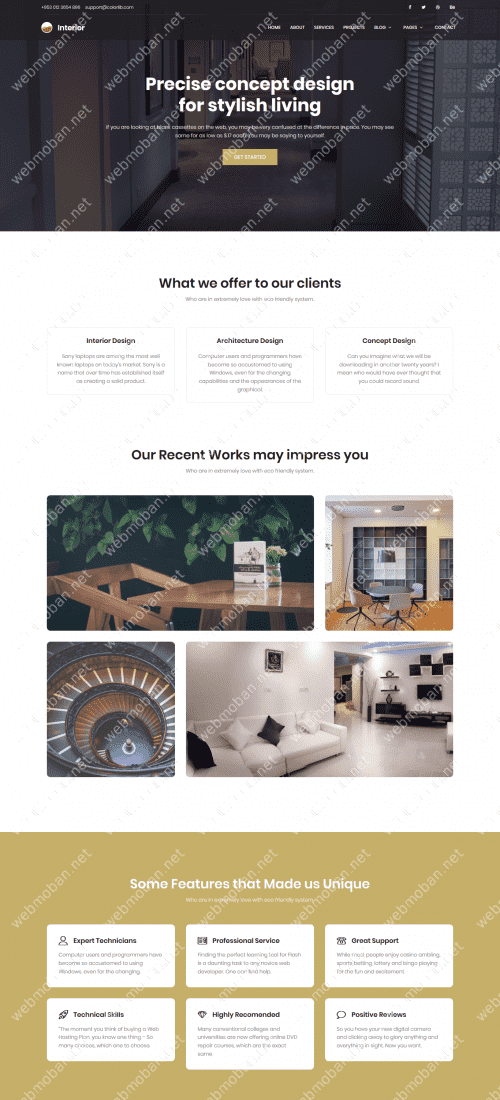 +953 012 3654 896 support@colorlib.com
Interior
HOME ABOUT SERVICES PROJECTS BLOG PAGES CONTACT
Precise concept design
for stylish living
If you are looking at blank cassettes on the web, you may be very confused at the difference in price. You may see
some for as low as $.17 each. You may be saying to yourself.
GET STARTED
What we offer to our clients
Who are in extremely love with eco friendly system.
Interior Design
Sony laptops are among the most well
known laptops on today's market. Sony is a
name that over time has established itself
as creating a solid product.
Architecture Design
Computer users and programmers have
become so accustomed to using
Windows, even for the changing
capabilities and the appearances of the
graphical.
Concept Design
Can you imagine what we will be
downloading in another twenty years? I
mean who would have ever thought that
you could record sound.
Our Recent Works may impress you
Who are in extremely love with eco friendly system.
Some Features that Made us Unique
Who are in extremely love with eco friendly system.
Expert Technicians
Computer users and programmers have
become so accustomed to using
Windows, even for the changing.
Professional Service
Finding the perfect learning tool for Flash
is a daunting task to any novice web
developer. One can find help.
Great Support
While most people enjoy casino ambling,
sports betting, lottery and bingo playing
for the fun and excitement.
Technical Skills
"The moment you think of buying a Web
Hosting Plan, you know one thing – So
many choices, which one to choose.
Highly Recomended
Many conventional colleges and
universities are now offering online DVD
repair courses, which are the exact
same.
Positive Reviews
So you have your new digital camera
and clicking away to glory anything and
everything in sight. Now you want.
webmoban.net